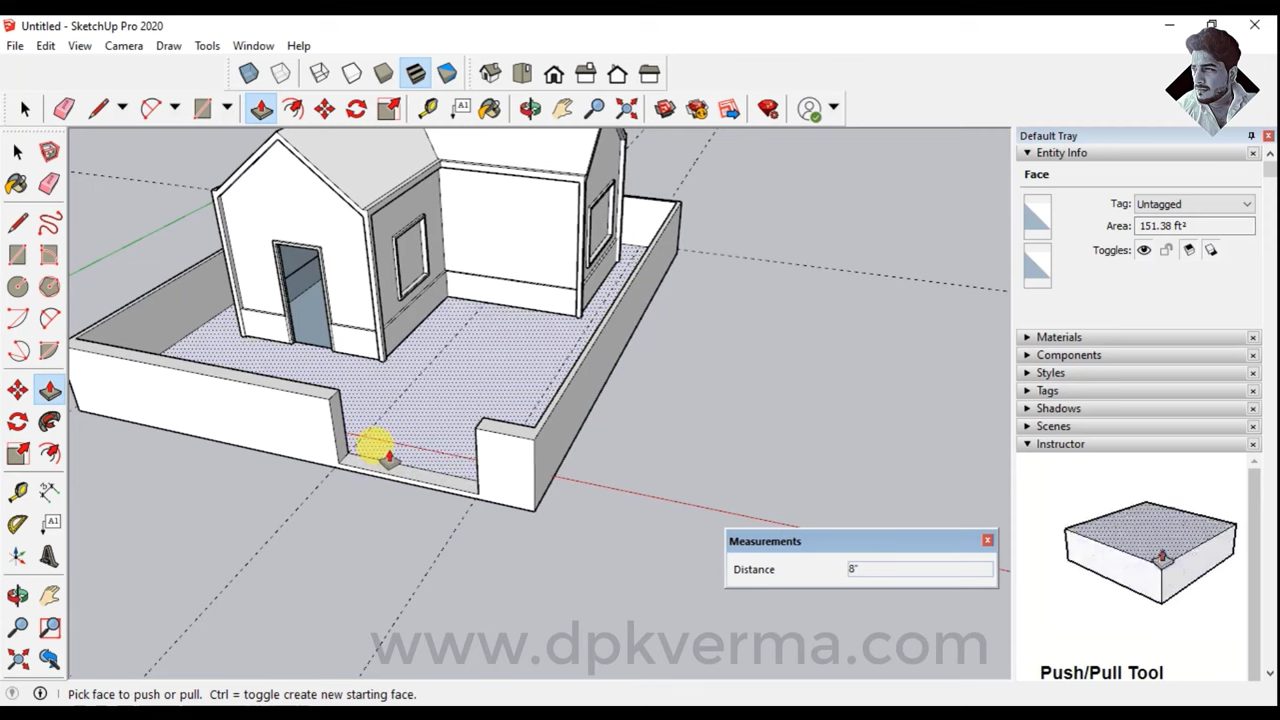 Untitled - SketchUp Pro 2020
File Edit View Camera Draw Tools Window Help
A1
Default Tray
Entity Info
Face
Tag: Untagged
Area: 151.38 ft²
Toggles:
Materials
Components
Styles
Tags
Shadows
Scenes
Instructor
A1
Measurements
Distance 8"
Push/Pull Tool
www.dpkverma.com
Pick face to push or pull. Ctrl = toggle create new starting face.